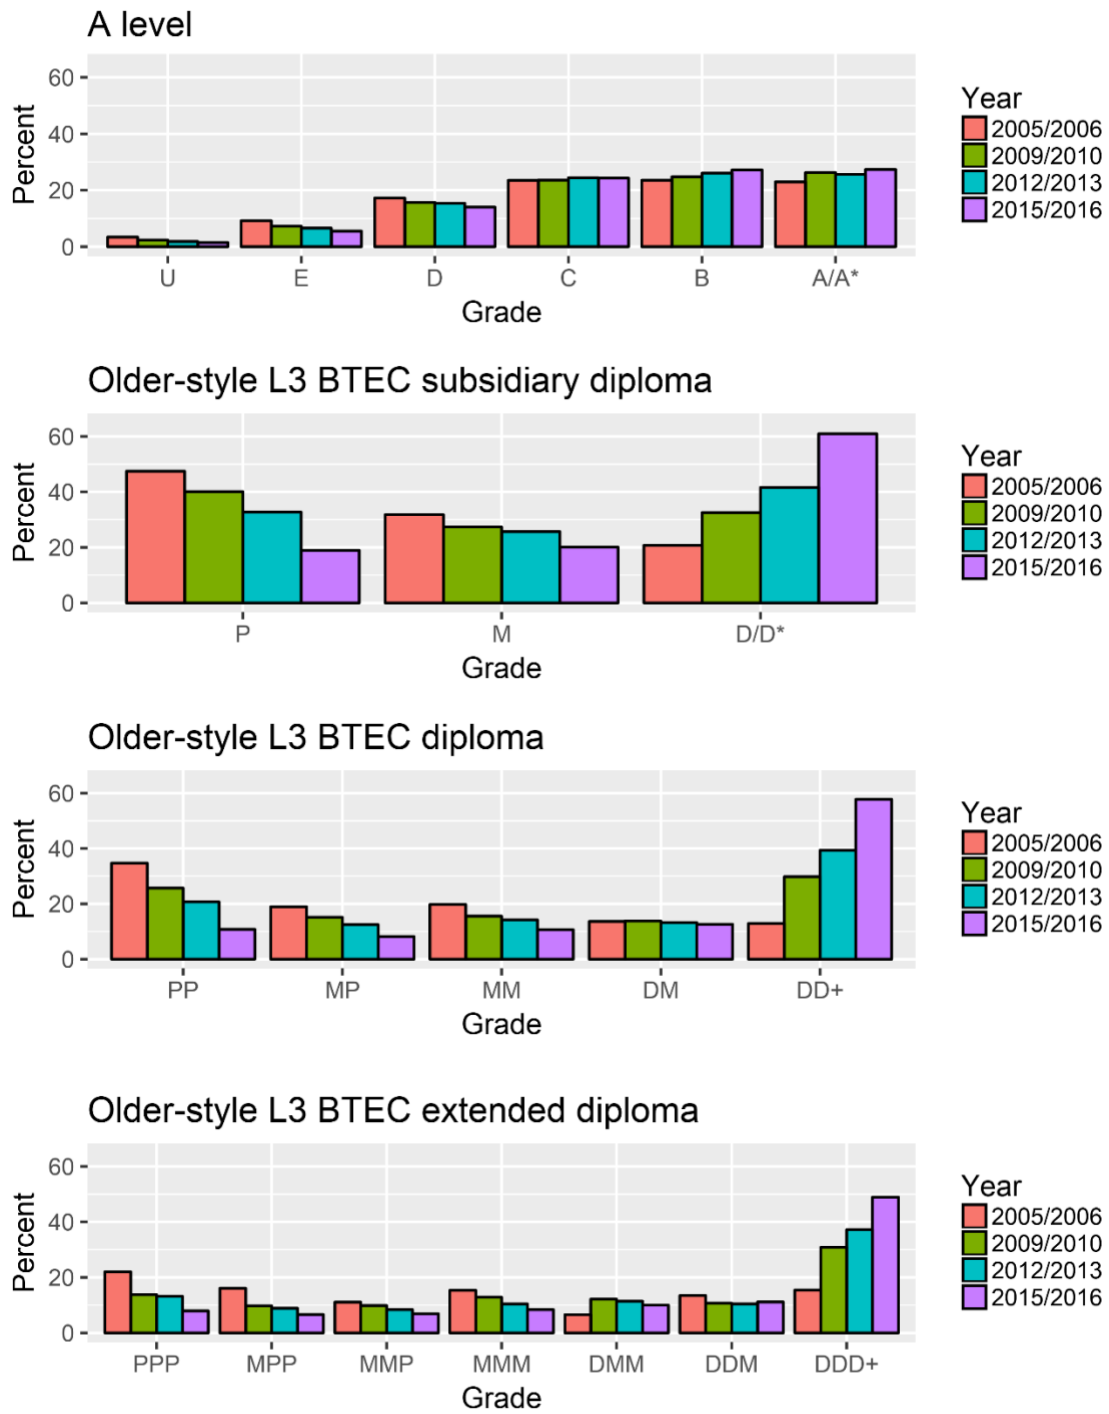 A level
60
40
20
0
Percent
U E D C B A/A*
Grade
Year
2005/2006
2009/2010
2012/2013
2015/2016
Older-style L3 BTEC subsidiary diploma
60
40
20
0
Percent
P M D/D*
Grade
Year
2005/2006
2009/2010
2012/2013
2015/2016
Older-style L3 BTEC diploma
60
40
20
0
Percent
PP MP MM DM DD+
Grade
Year
2005/2006
2009/2010
2012/2013
2015/2016
Older-style L3 BTEC extended diploma
60
40
20
0
Percent
PPP MPP MMP MMM DMM DDM DDD+
Grade
Year
2005/2006
2009/2010
2012/2013
2015/2016